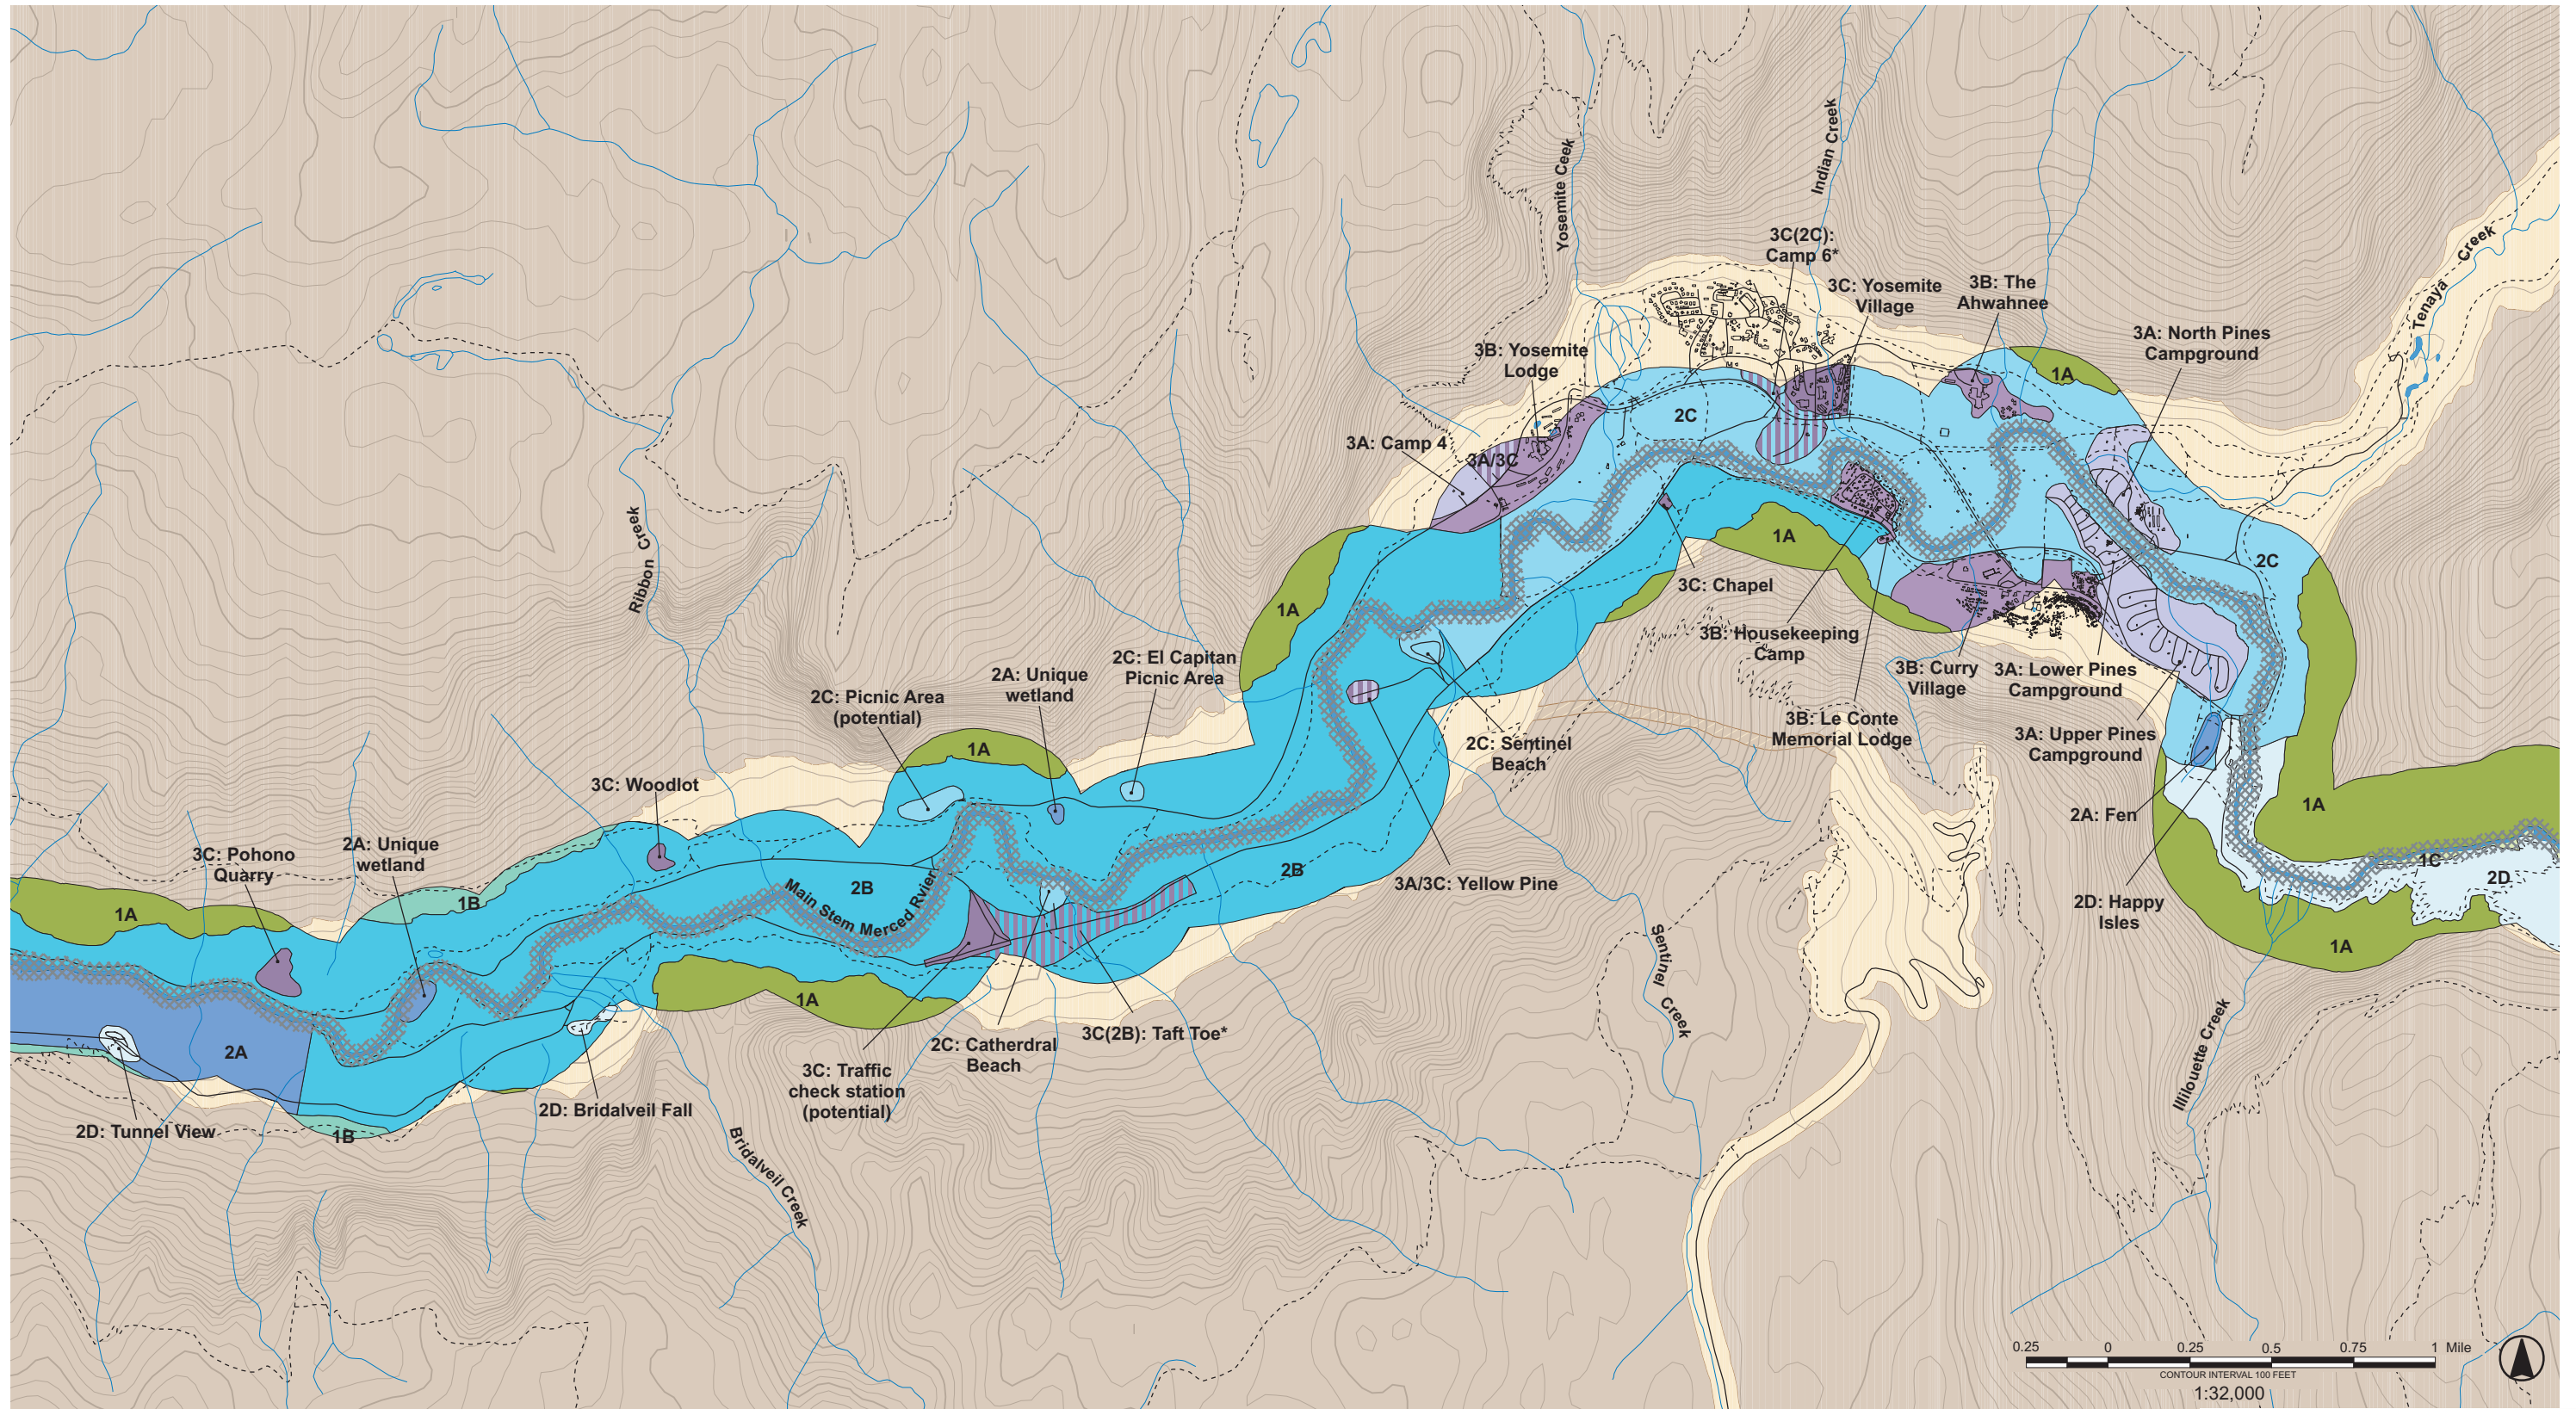 Yosemite Ceek
Indian Creek
3C(2C):
Camp 6*
3C: Yosemite
Village
3B: The
Ahwahnee
Tenaya Creek
3A: North Pines
Campground
3B: Yosemite
Lodge
1A
2C
3A: Camp 4
3A/3C
Ribbon Creek
1A
1A
2C
3C: Chapel
3B: Housekeeping
Camp
3B: Curry
Village
3A: Lower Pines
Campground
2C: El Capitan
Picnic Area
2A: Unique
wetland
2C: Picnic Area
(potential)
3B: Le Conte
Memorial Lodge
3A: Upper Pines
Campground
2C: Sentinel
Beach
1A
3C: Woodlot
1A
2A: Fen
3C: Pohono
Quarry
2A: Unique
wetland
2B
Main Stem Merced Rvier
2B
3A/3C: Yellow Pine
1C
2D
1A
1B
2D: Happy
Isles
1A
Sentinel Creek
1A
2A
3C(2B): Taft Toe*
2C: Catherdral
Beach
3C: Traffic
check station
(potential)
2D: Bridalveil Fall
2D: Tunnel View
1B
Bridalveil Creek
Illilouette Creek
0.25 0 0.25 0.5 0.75 1 Mile
CONTOUR INTERVAL 100 FEET
1:32,000